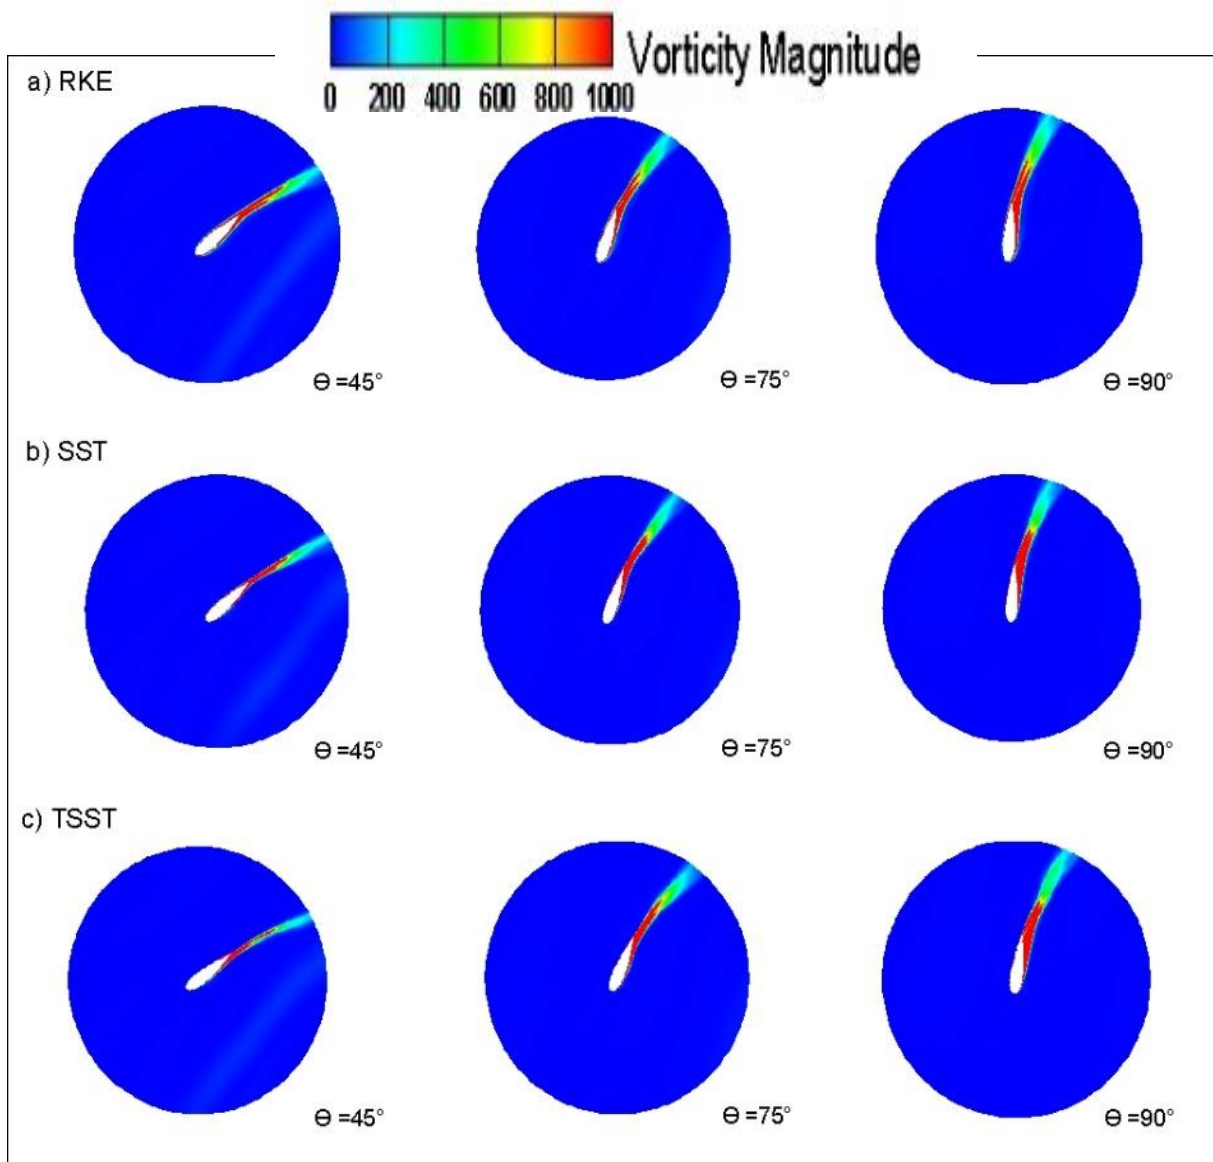 Vorticity Magnitude
0 200 400 600 800 1000
a) RKE
Θ =45°
Θ =75°
Θ =90°
b) SST
Θ =45°
Θ =75°
Θ =90°
c) TSST
Θ =45°
Θ =75°
Θ =90°